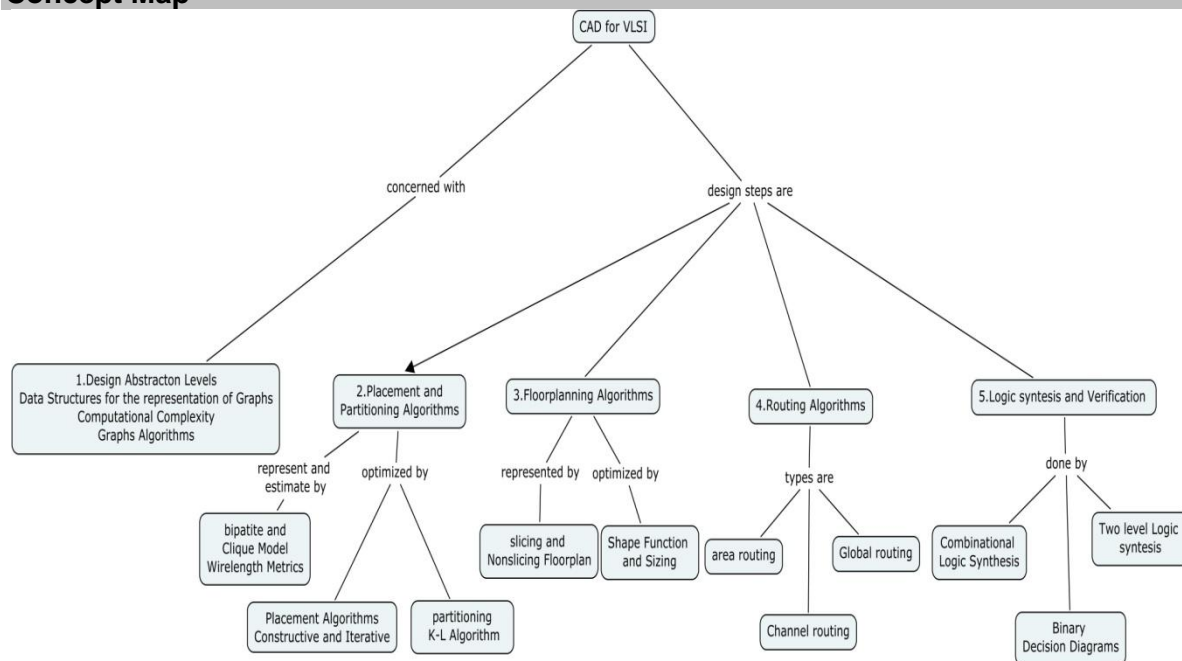 Concept Map
CAD for VLSI
concerned with
design steps are
1.Design Abstracton Levels
Data Structures for the representation of Graphs
Computational Complexity
Graphs Algorithms
2.Placement and
Partitioning Algorithms
3.Floorplanning Algorithms
4.Routing Algorithms
5.Logic syntesis and Verification
represent and
estimate by
optimized by
represented by
optimized by
types are
done by
bipatite and
Clique Model
Wirelength Metrics
slicing and
Nonslicing Floorplan
Shape Function
and Sizing
area routing
Global routing
Combinational
Logic Synthesis
Two level Logic
syntesis
Placement Algorithms
Constructive and Iterative
partitioning
K-L Algorithm
Channel routing
Binary
Decision Diagrams